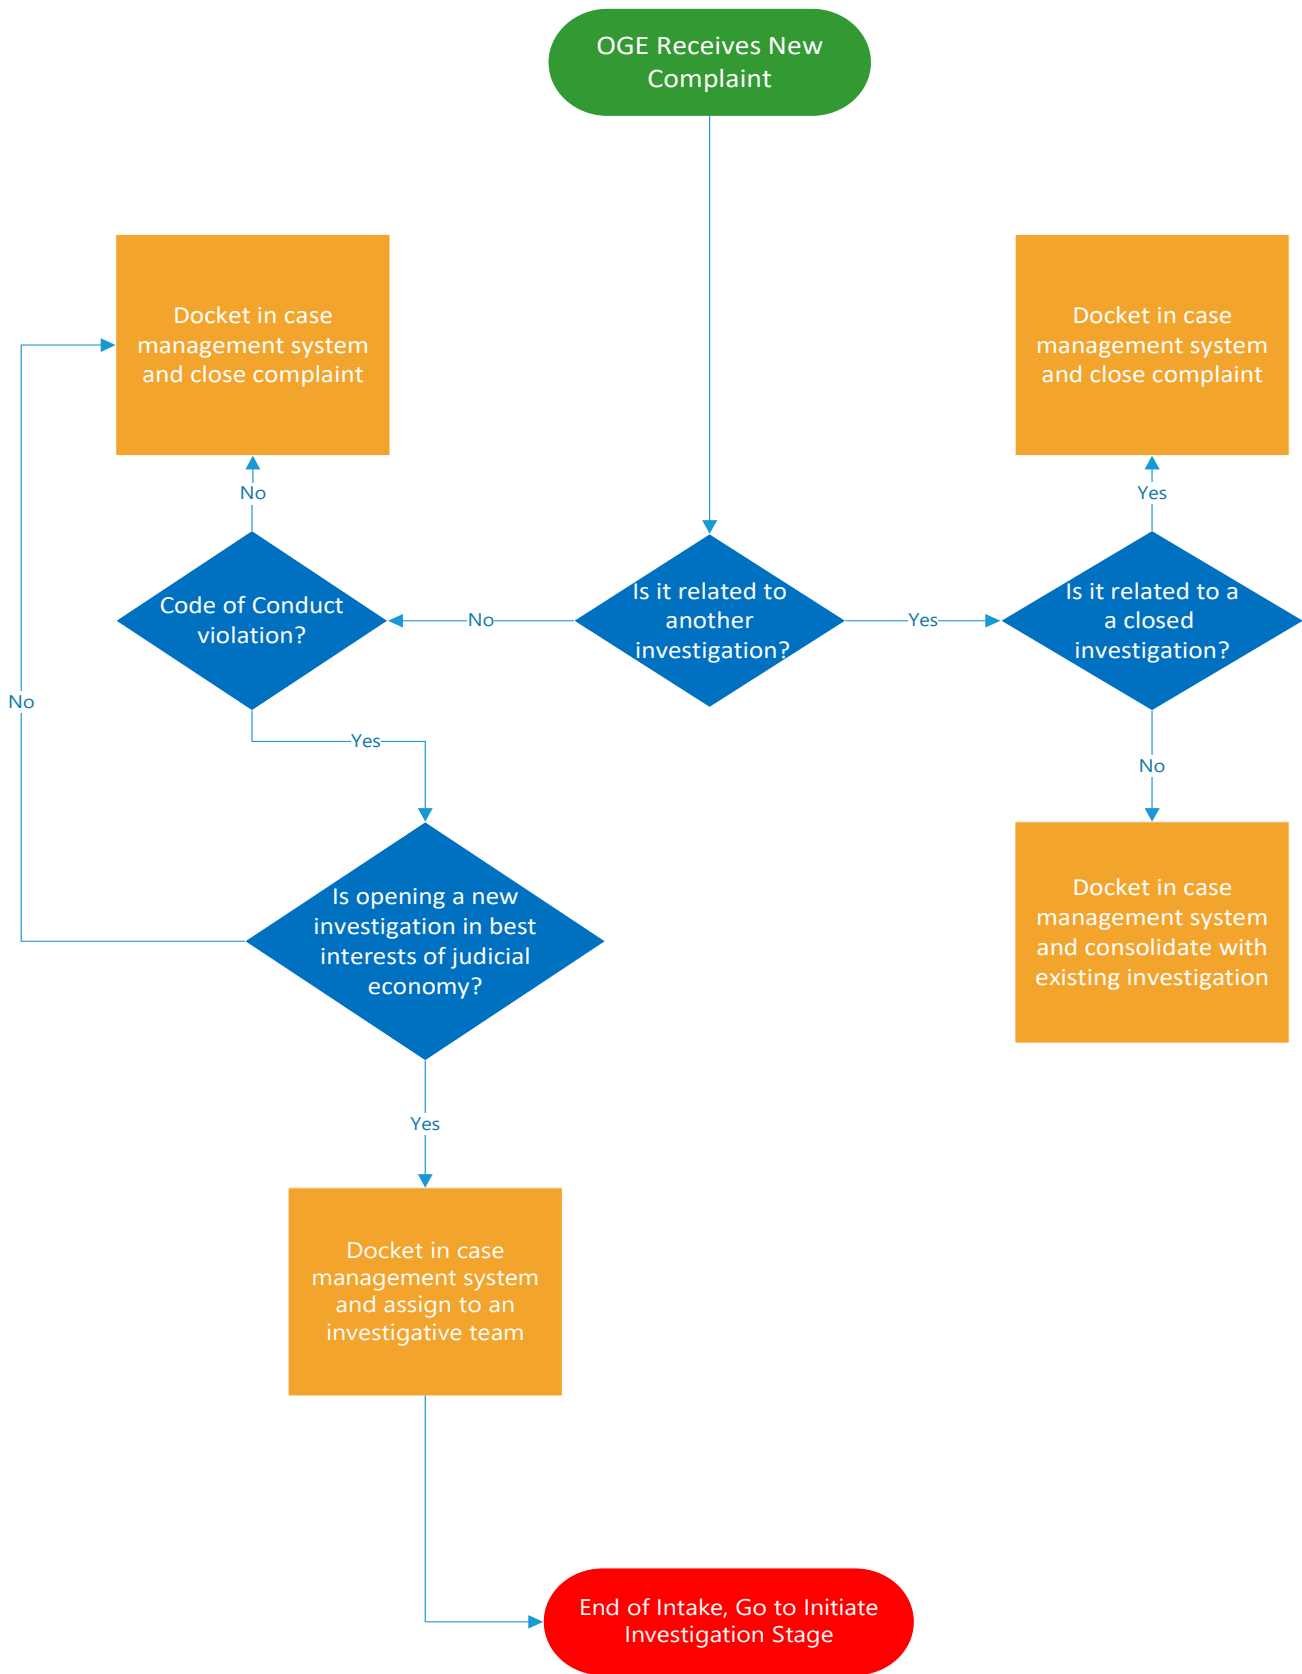 OGE Receives New
Complaint
Docket in case
management system
and close complaint
Docket in case
management system
and close complaint
No
Yes
Code of Conduct
violation?
No
Is it related to
another
investigation?
Yes
Is it related to a
a closed
investigation?
No
Yes
No
Is opening a new
investigation in best
interests of judicial
economy?
Docket in case
management system
and consolidate with
existing investigation
Yes
Docket in case
management system
and assign to an
investigative team
End of Intake, Go to Initiate
Investigation Stage